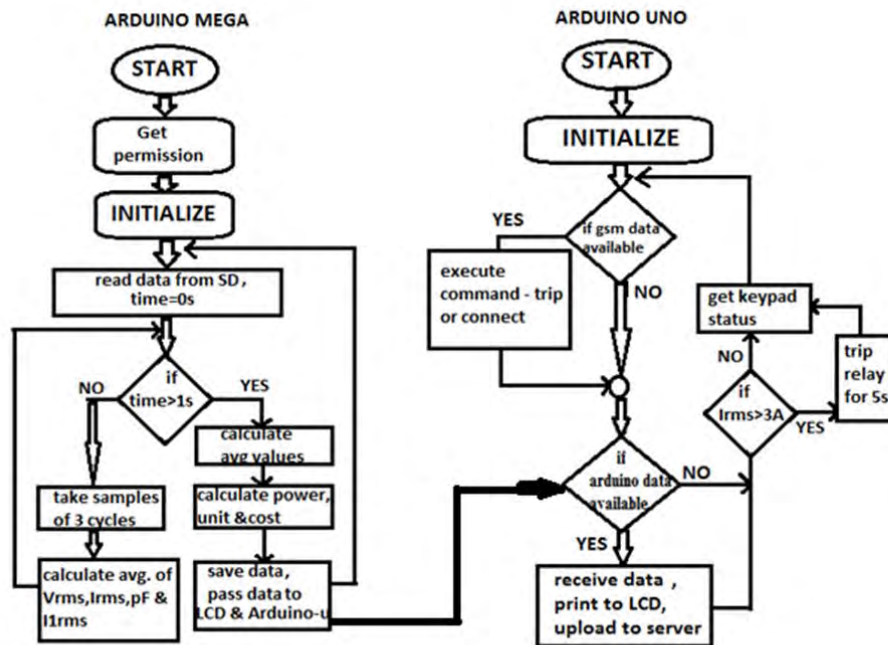 ARDUINO MEGA
START
Get
permission
INITIALIZE
read data from SD,
time=0s
if
time>1s
NO
YES
take samples
of 3 cycles
calculate avg. of
Vrms,Irms,pF &
I1rms
calculate
avg values
calculate power,
unit &cost
save data,
pass data to
LCD & Arduino-u
ARDUINO UNO
START
INITIALIZE
if gsm data
available
YES
NO
execute
command - trip
or connect
if
arduino data
available
NO
YES
receive data ,
print to LCD,
upload to server
if
Irms>3A
NO
YES
trip
relay
for 5s
get keypad
status